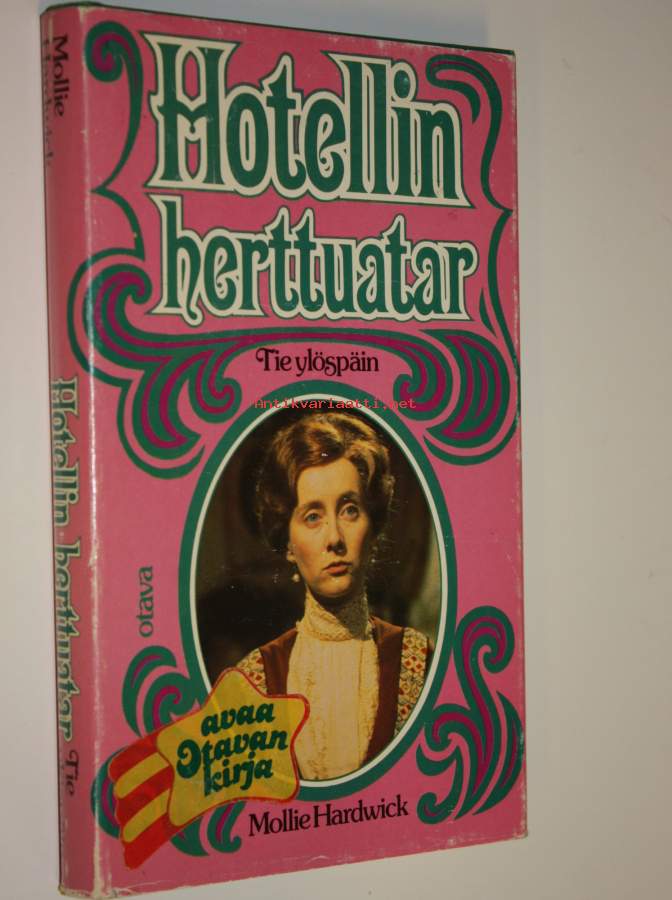 Hotellin
herttuatar
Tie ylöspäin
Antikvariaatti.net
otava
avaa
Otavan
kirja
Mollie Hardwick
Mollie
Hotellin herttuatar Tie